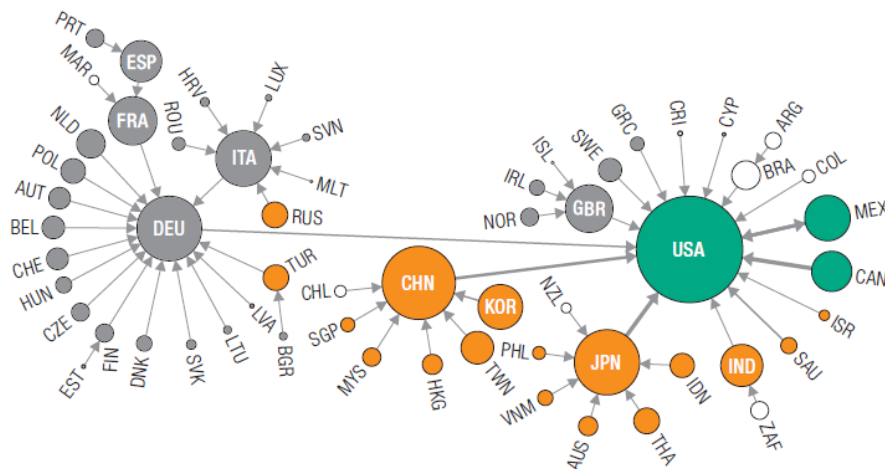 PRT
ESP
MAR
FRA
NLD
POL
AUT
BEL
CHE
HUN
CZE
EST
FIN
DNK
SVK
LTU
LVA
BGR
TUR
DEU
HRV
ROU
LUX
SVN
MLT
ITA
RUS
CHL
SGP
MYS
HKG
TWN
KOR
CHN
NZL
PHL
VNM
AUS
THA
IDN
JPN
ISL
IRL
NOR
GBR
SWE
GRC
CRI
CYP
ARG
BRA
COL
USA
MEX
CAN
ISR
SAU
IND
ZAF